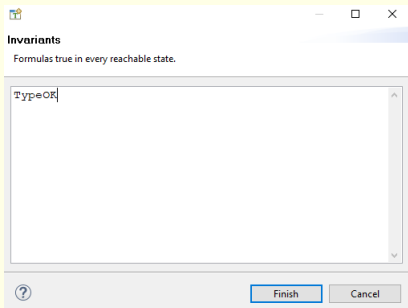 Invariants
Formulas true in every reachable state.
TypeOK
Finish
Cancel